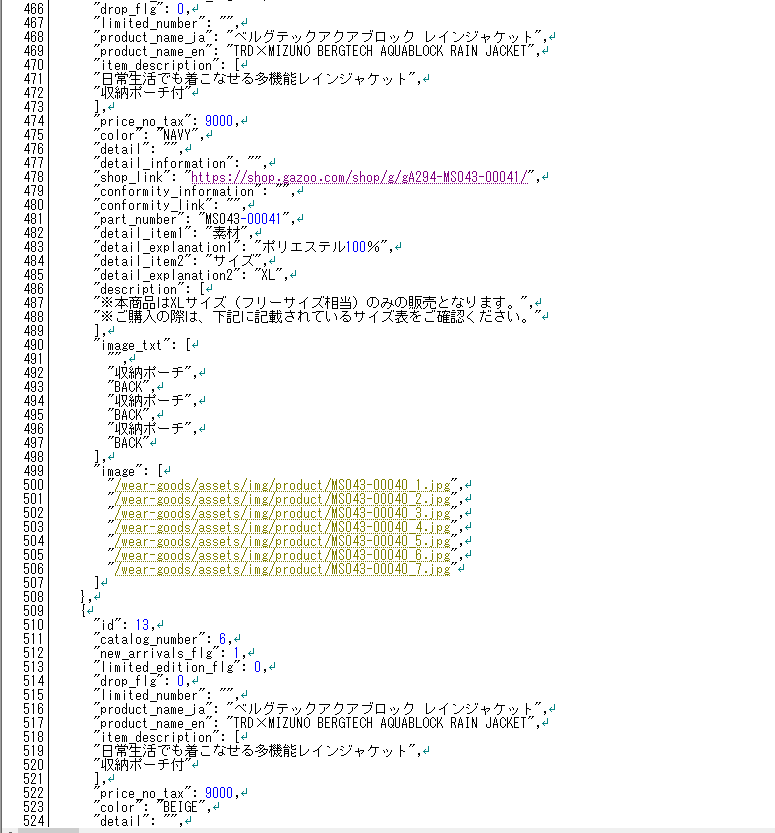 466 "drop_flg": 0,↵
467 "limited_number": "",↵
468 "product_name_ja": "ベルグテックアクアブロック レインジャケット",↵
469 "product_name_en": "TRD×MIZUNO BERGTECH AQUABLOCK RAIN JACKET",↵
470 "item_description": [↵
471 "日常生活でも着こなせる多機能レインジャケット",↵
472 "収納ポーチ付"↵
473 ],↵
474 "price_no_tax": 9000,↵
475 "color": "NAVY",↵
476 "detail": "",↵
477 "detail_information": "",↵
478 "shop_link": "https://shop.gazoo.com/shop/g/gA294-MS043-00041/",↵
479 "conformity_information": "",↵
480 "conformity_link": "",↵
481 "part_number": "MS043-00041",↵
482 "detail_item1": "素材",↵
483 "detail_explanation1": "ポリエステル100％",↵
484 "detail_item2": "サイズ",↵
485 "detail_explanation2": "XL",↵
486 "description": [↵
487 "※本商品はXLサイズ（フリーサイズ相当）のみの販売となります。",↵
488 "※ご購入の際は、下記に記載されているサイズ表をご確認ください。"↵
489 ],↵
490 "image_txt": [↵
491 "",↵
492 "収納ポーチ",↵
493 "BACK",↵
494 "収納ポーチ",↵
495 "BACK",↵
496 "収納ポーチ",↵
497 "BACK"↵
498 ],↵
499 "image": [↵
500 "/wear-goods/assets/img/product/MS043-00040_1.jpg",↵
501 "/wear-goods/assets/img/product/MS043-00040_2.jpg",↵
502 "/wear-goods/assets/img/product/MS043-00040_3.jpg",↵
503 "/wear-goods/assets/img/product/MS043-00040_4.jpg",↵
504 "/wear-goods/assets/img/product/MS043-00040_5.jpg",↵
505 "/wear-goods/assets/img/product/MS043-00040_6.jpg",↵
506 "/wear-goods/assets/img/product/MS043-00040_7.jpg"↵
507 ]↵
508 },↵
509 {↵
510 "id": 13,↵
511 "catalog_number": 6,↵
512 "new_arrivals_flg": 1,↵
513 "limited_edition_flg": 0,↵
514 "drop_flg": 0,↵
515 "limited_number": "",↵
516 "product_name_ja": "ベルグテックアクアブロック レインジャケット",↵
517 "product_name_en": "TRD×MIZUNO BERGTECH AQUABLOCK RAIN JACKET",↵
518 "item_description": [↵
519 "日常生活でも着こなせる多機能レインジャケット",↵
520 "収納ポーチ付"↵
521 ],↵
522 "price_no_tax": 9000,↵
523 "color": "BEIGE",↵
524 "detail": "",↵